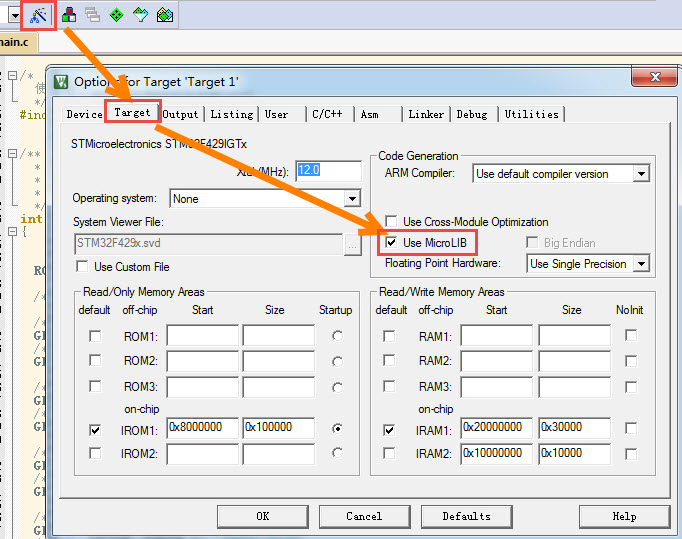 main.c
Options for Target 'Target 1'
/*
使
*/
#inc
/**
*
*
*
*/
int
{
R
/*
/*
GI
/*
GI
/*
GI
/*
GI
/*
GI
/*
GI
Device Target Output Listing User C/C++ Asm Linker Debug Utilities
STMicroelectronics STM32F429IGTx
Xtal (MHz): 12.0
Operating system: None
System Viewer File:
STM32F429x.svd ...
Use Custom File
Code Generation
ARM Compiler: Use default compiler version
Use Cross-Module Optimization
Use MicroLIB Big Endian
Floating Point Hardware: Use Single Precision
Read/Only Memory Areas
default off-chip Start Size Startup
ROM1:
ROM2:
ROM3:
on-chip
IROM1: 0x8000000 0x100000
IROM2:
Read/Write Memory Areas
default off-chip Start Size NoInit
RAM1:
RAM2:
RAM3:
on-chip
IRAM1: 0x20000000 0x30000
IRAM2: 0x10000000 0x10000
OK Cancel Defaults Help